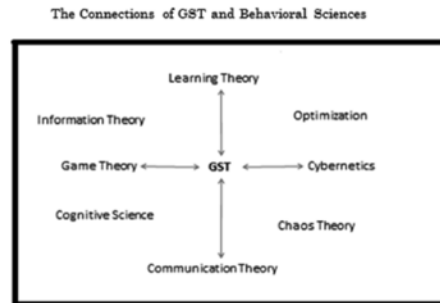 The Connections of GST and Behavioral Sciences
Learning Theory
Information Theory
Optimization
Game Theory
GST
Cybernetics
Cognitive Science
Chaos Theory
Communication Theory